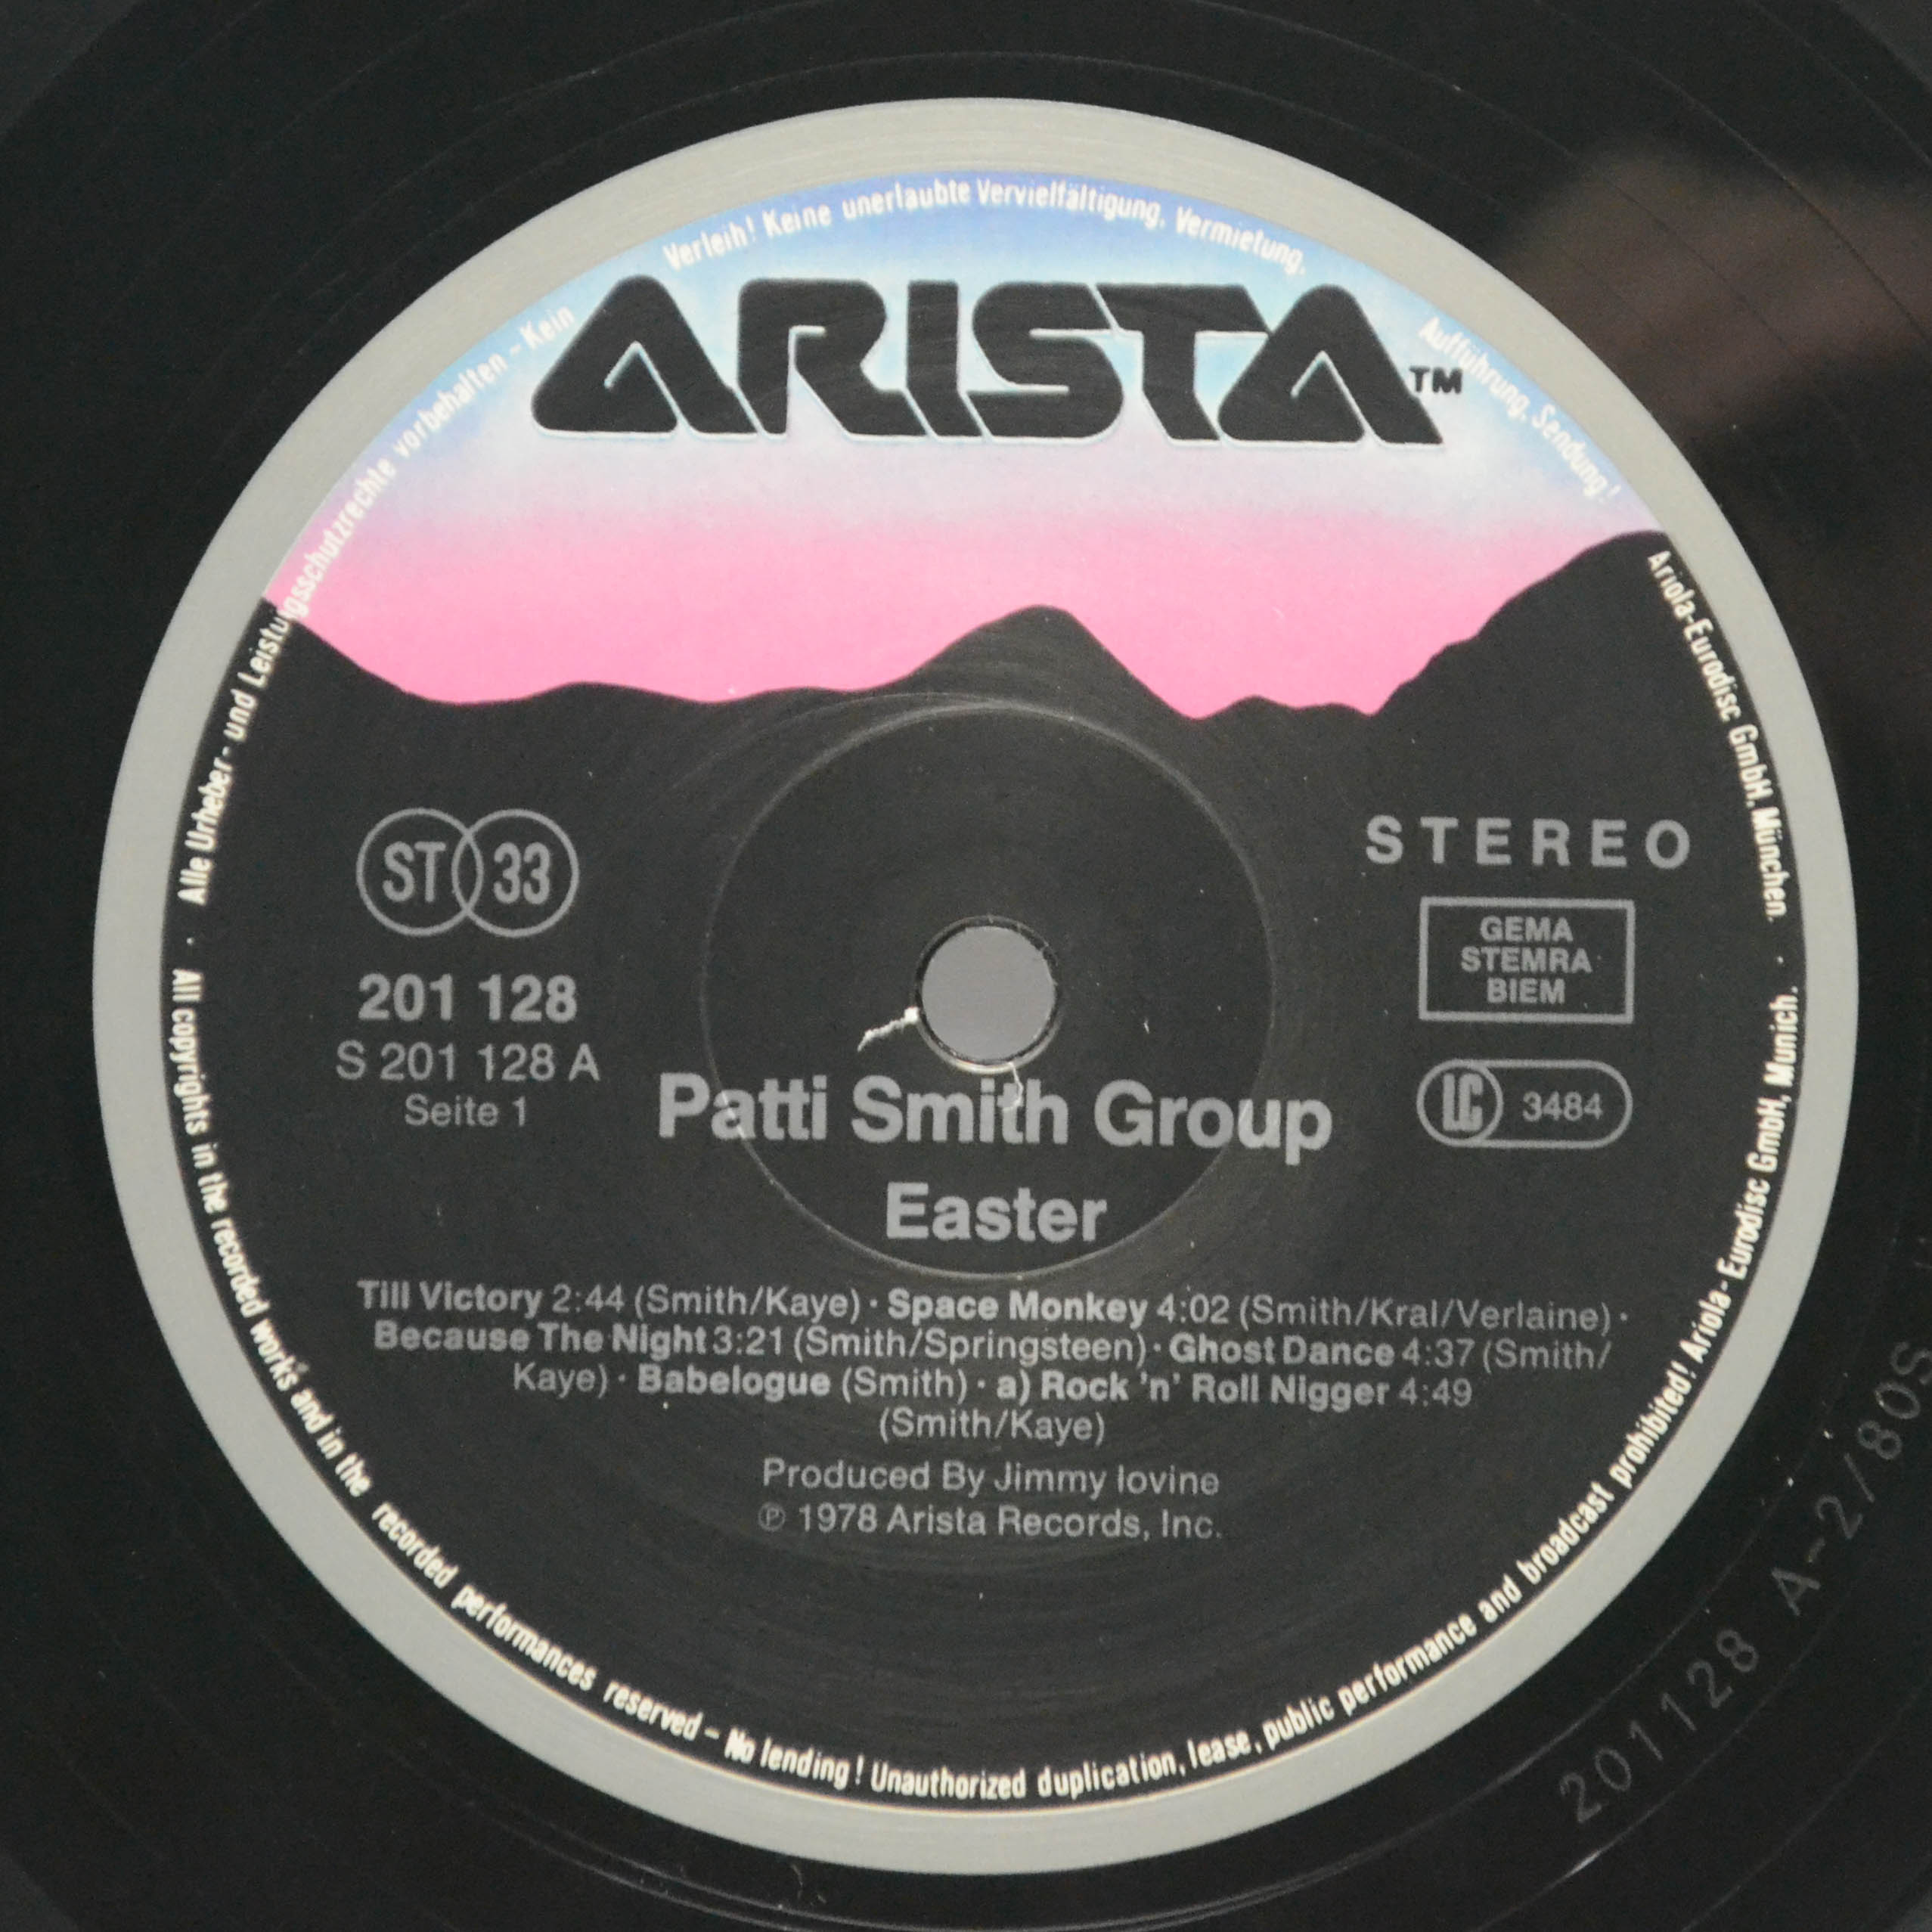 Alle Urheber- und Leistungsschutzrechte vorbehalten - Kein Verleih! Keine unerlaubte Vervielfältigung, Vermietung, Aufführung, Sendung! Ariola-Eurodisc GmbH, München.
ARISTA™
ST 33
STEREO
GEMA
STEMRA
BIEM
201 128
S 201 128 A
Seite 1
LC 3484
Patti Smith Group
Easter
Till Victory 2:44 (Smith/Kaye) · Space Monkey 4:02 (Smith/Kral/Verlaine) ·
Because The Night 3:21 (Smith/Springsteen) · Ghost Dance 4:37 (Smith/
Kaye) · Babelogue (Smith) · a) Rock 'n' Roll Nigger 4:49
(Smith/Kaye)
Produced By Jimmy Iovine
℗ 1978 Arista Records, Inc.
· All copyrights in the recorded works and in the recorded performances reserved - No lending! Unauthorized duplication, lease, public performance and broadcast prohibited! Ariola-Eurodisc GmbH, Munich. ·
201128 A-2/80S